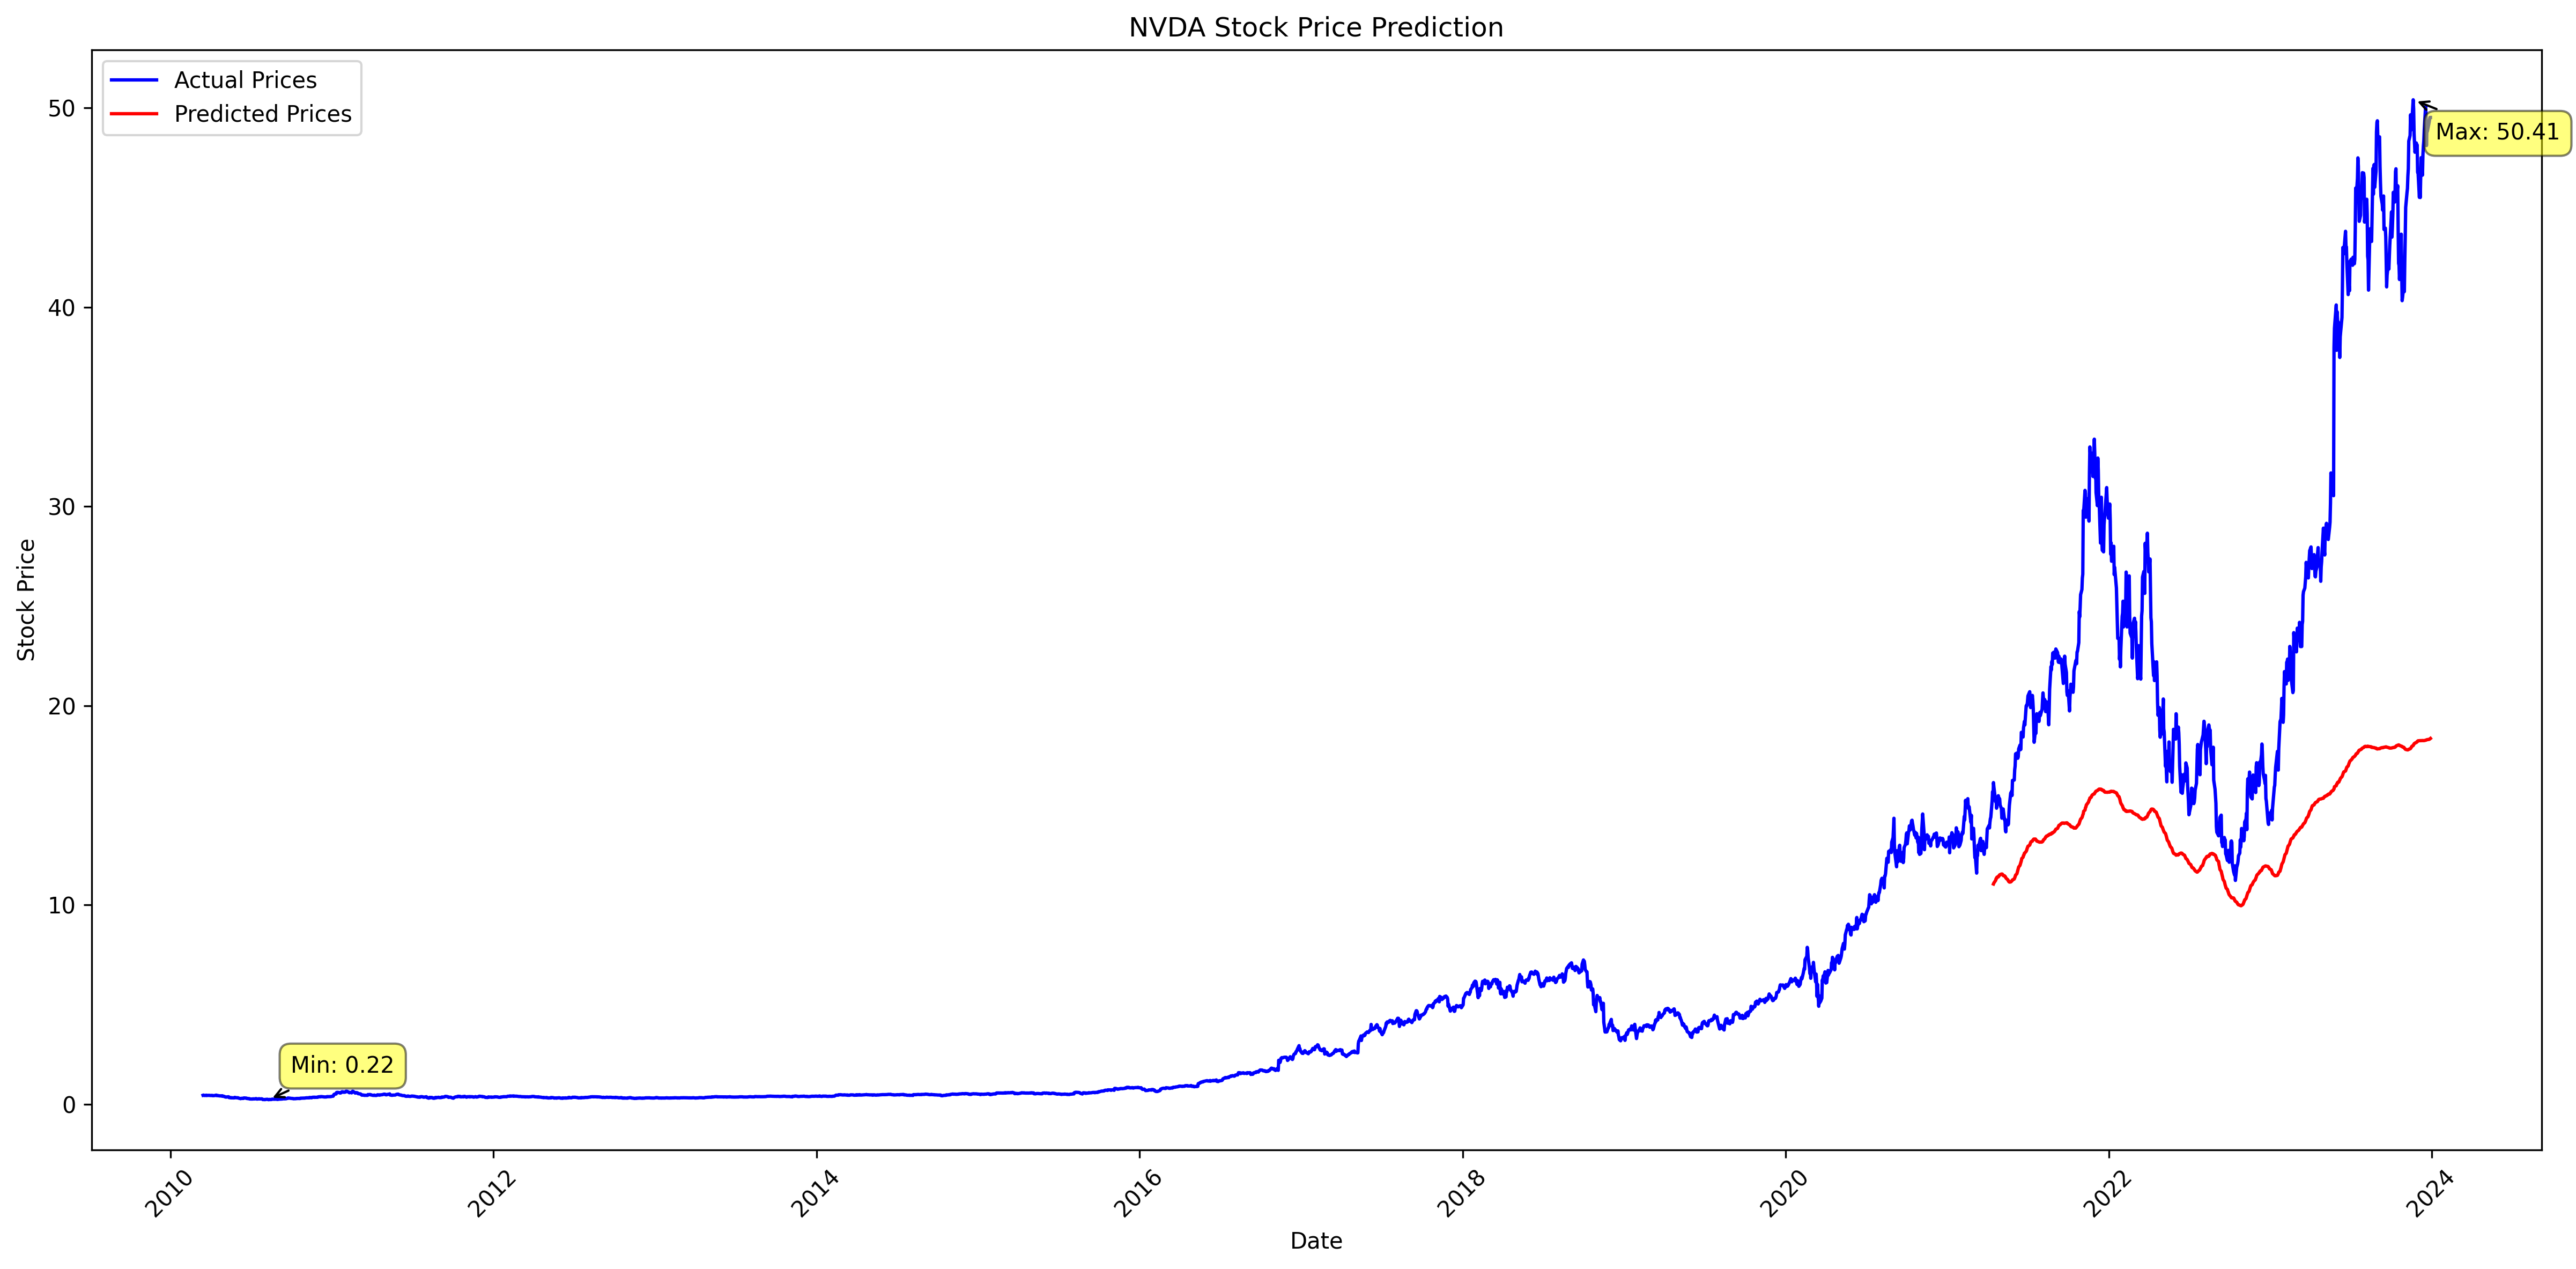 NVDA Stock Price Prediction
Actual Prices
Predicted Prices
Max: 50.41
Min: 0.22
50
40
30
20
10
0
Stock Price
2010
2012
2014
2016
2018
2020
2022
2024
Date